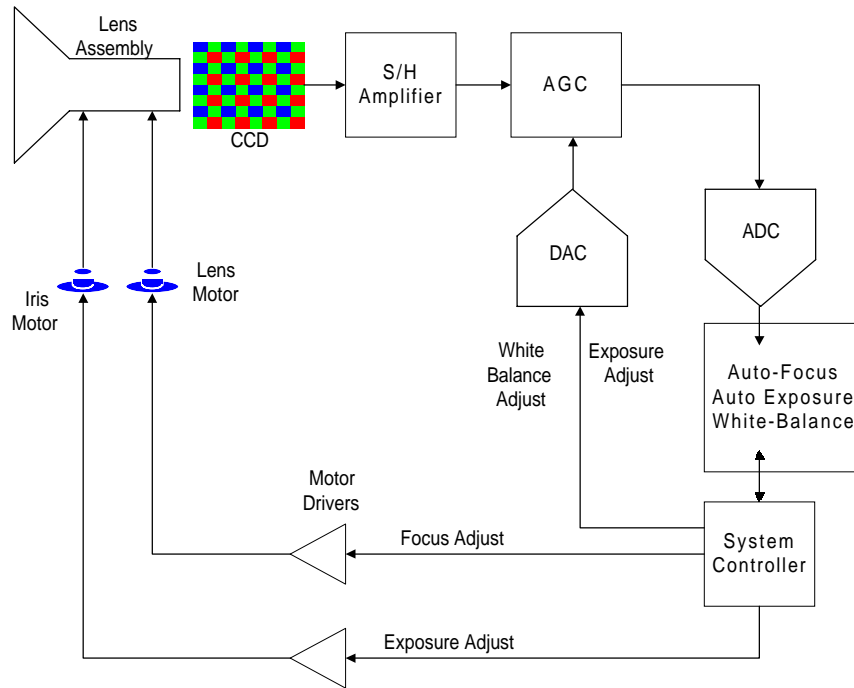 Lens
Assembly
CCD
S/H
Amplifier
AGC
DAC
ADC
Iris
Motor
Lens
Motor
White
Balance
Adjust
Exposure
Adjust
Auto-Focus
Auto Exposure
White-Balance
Motor
Drivers
Focus Adjust
System
Controller
Exposure Adjust